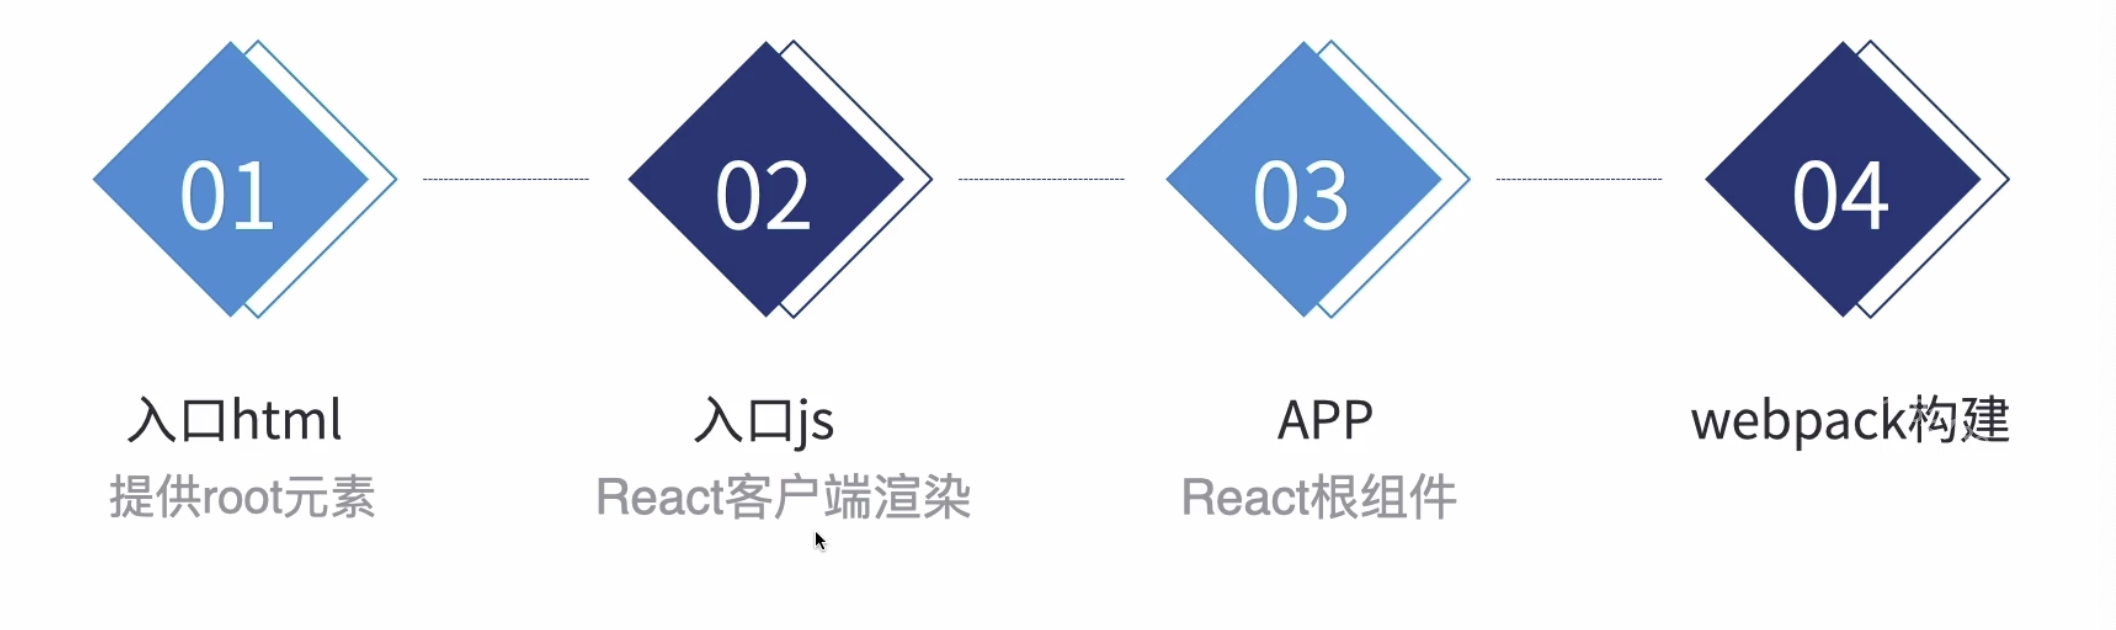 01
02
03
04
入口html
入口js
APP
webpack构建
提供root元素
React客户端渲染
React根组件